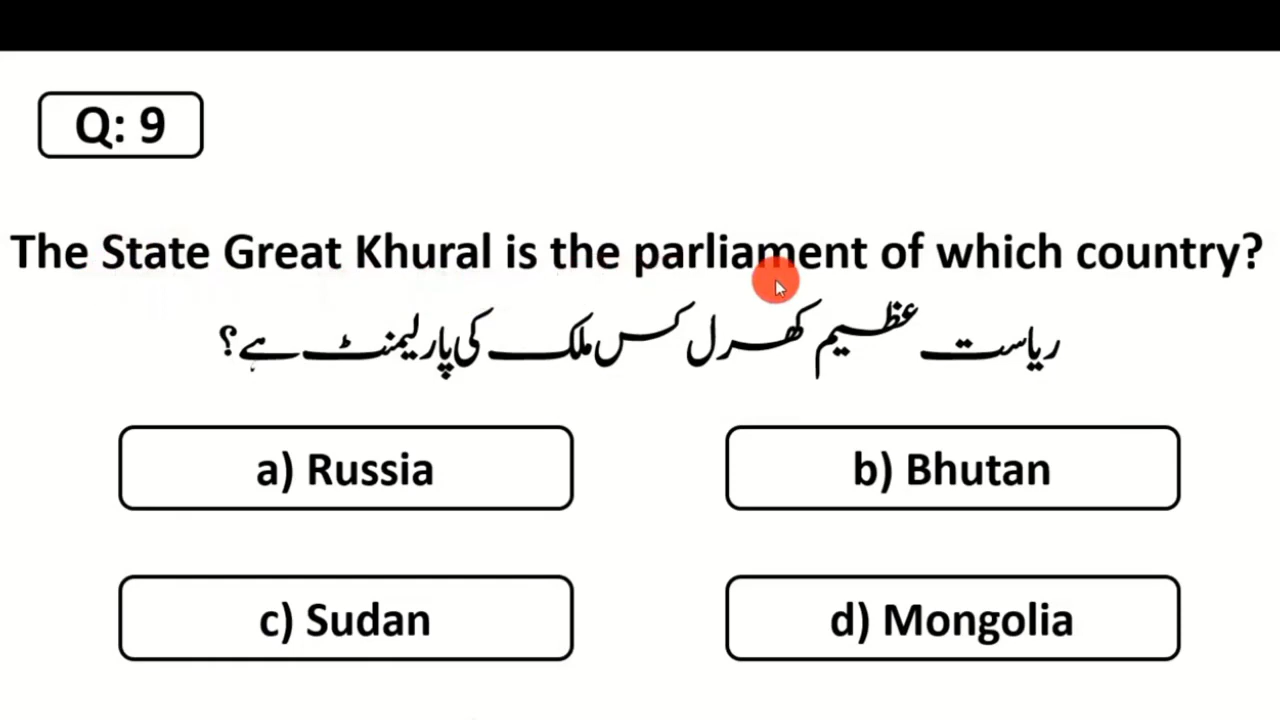 Q: 9
The State Great Khural is the parliament of which country?
ریاست عظیم کھرل کس ملک کی پارلیمنٹ ہے؟
a) Russia
b) Bhutan
c) Sudan
d) Mongolia